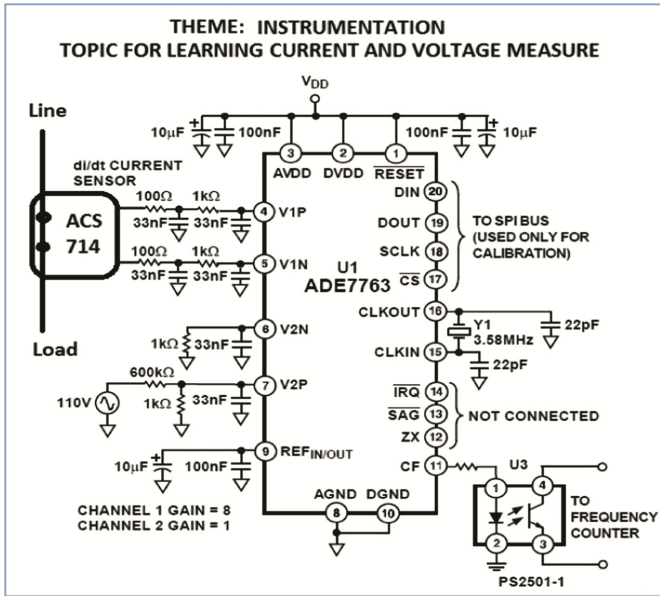 THEME: INSTRUMENTATION
TOPIC FOR LEARNING CURRENT AND VOLTAGE MEASURE
VDD
Line
10μF
100nF
100nF
10μF
di/dt CURRENT
SENSOR
3
2
1
AVDD
DVDD
RESET
ACS
714
100Ω
1kΩ
33nF
33nF
4
V1P
100Ω
1kΩ
33nF
33nF
5
V1N
U1
ADE7763
DIN
20
DOUT
19
SCLK
18
CS
17
TO SPI BUS
(USED ONLY FOR
CALIBRATION)
CLKOUT
16
Y1
3.58MHz
22pF
CLKIN
15
22pF
Load
1kΩ
33nF
6
V2N
600kΩ
110V
1kΩ
33nF
7
V2P
IRQ
14
SAG
13
ZX
12
NOT CONNECTED
10μF
100nF
9
REFIN/OUT
CF
11
U3
1
4
2
3
TO
FREQUENCY
COUNTER
PS2501-1
AGND
DGND
8
10
CHANNEL 1 GAIN = 8
CHANNEL 2 GAIN = 1